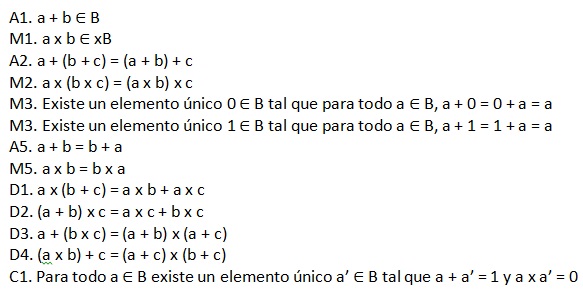 A1. a + b ∈ B
M1. a x b ∈ xB
A2. a + (b + c) = (a + b) + c
M2. a x (b x c) = (a x b) x c
M3. Existe un elemento único 0 ∈ B tal que para todo a ∈ B, a + 0 = 0 + a = a
M3. Existe un elemento único 1 ∈ B tal que para todo a ∈ B, a + 1 = 1 + a = a
A5. a + b = b + a
M5. a x b = b x a
D1. a x (b + c) = a x b + a x c
D2. (a + b) x c = a x c + b x c
D3. a + (b x c) = (a + b) x (a + c)
D4. (a x b) + c = (a + c) x (b + c)
C1. Para todo a ∈ B existe un elemento único a’ ∈ B tal que a + a’ = 1 y a x a’ = 0